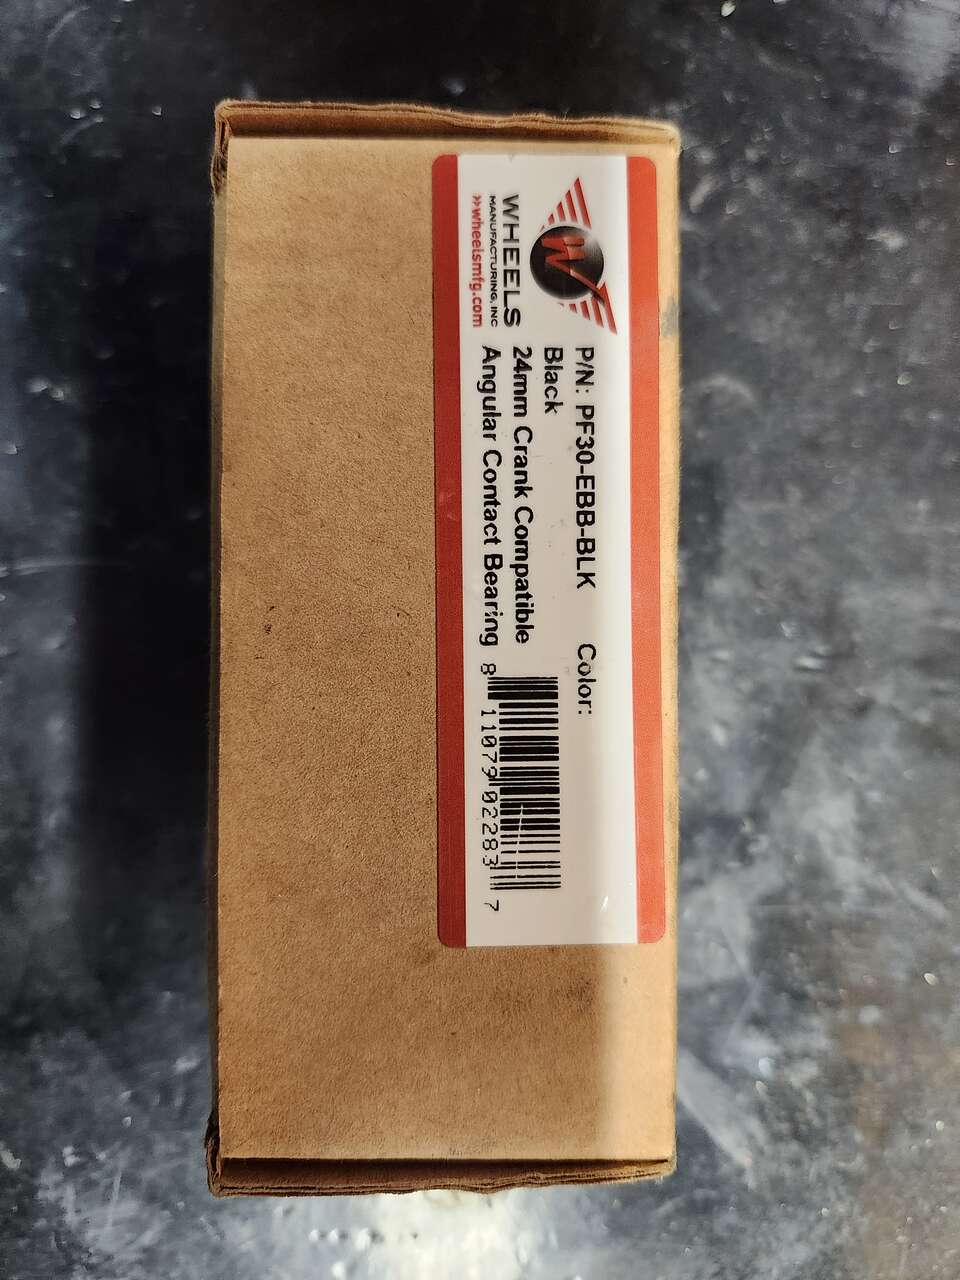 WHEELS
MANUFACTURING, INC
»wheelsmfg.com
P/N: PF30-EBB-BLK Color:
Black
24mm Crank Compatible
Angular Contact Bearing
8 11079 02283 7